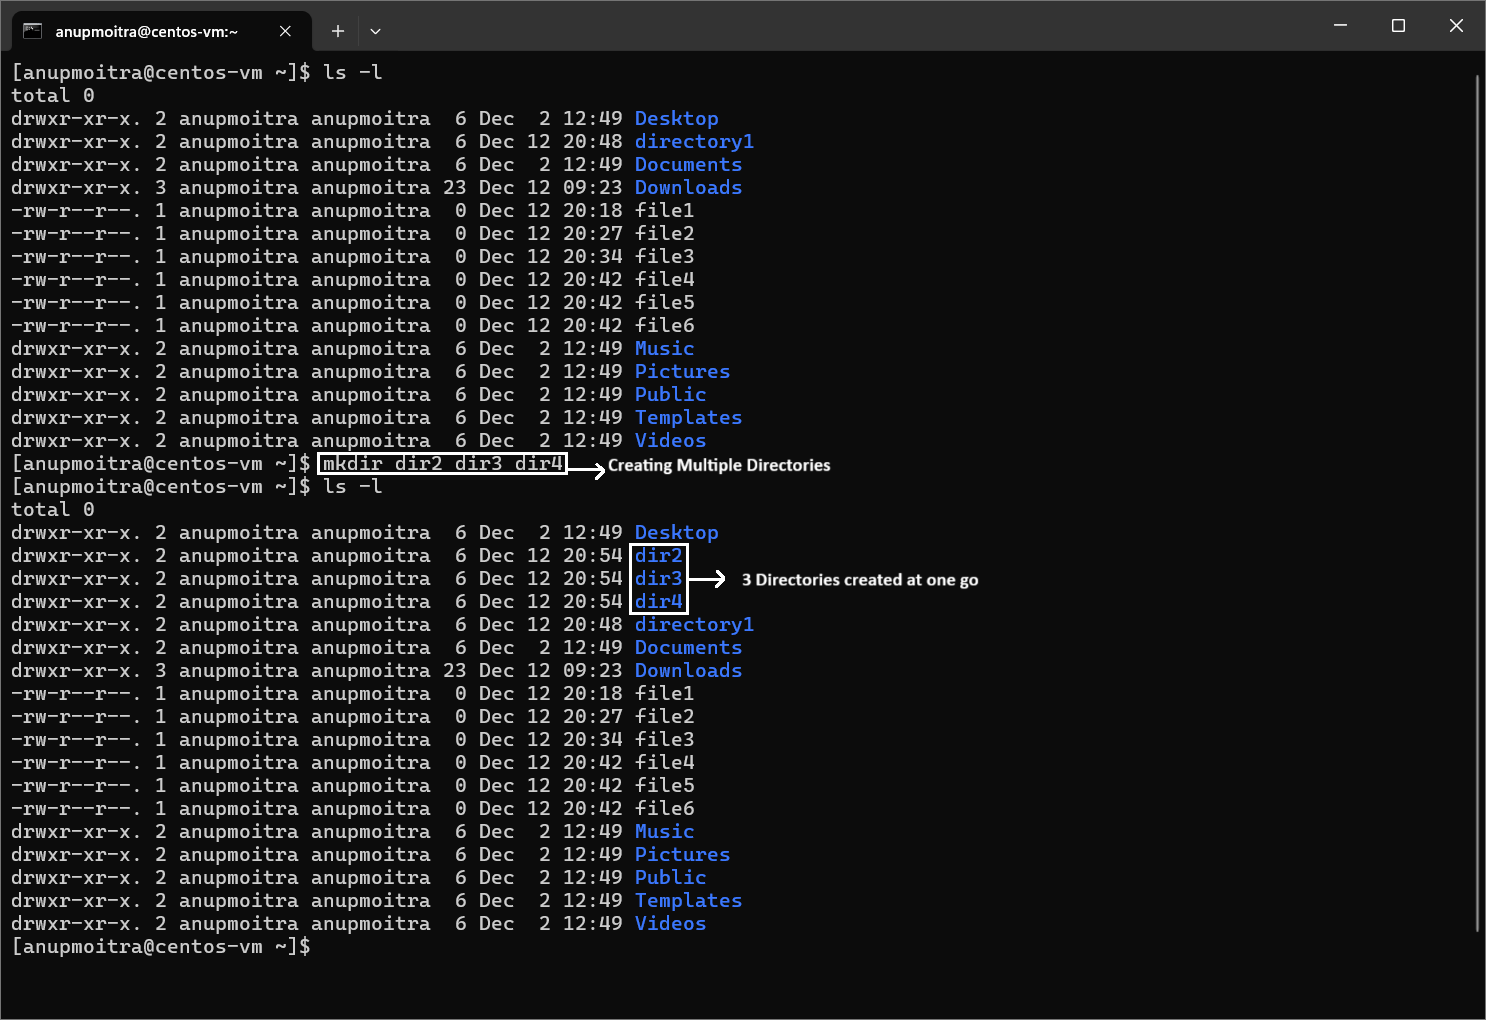 anupmoitra@centos-vm:~
[anupmoitra@centos-vm ~]$ ls -l
total 0
drwxr-xr-x. 2 anupmoitra anupmoitra  6 Dec  2 12:49 Desktop
drwxr-xr-x. 2 anupmoitra anupmoitra  6 Dec 12 20:48 directory1
drwxr-xr-x. 2 anupmoitra anupmoitra  6 Dec  2 12:49 Documents
drwxr-xr-x. 3 anupmoitra anupmoitra 23 Dec 12 09:23 Downloads
-rw-r--r--. 1 anupmoitra anupmoitra  0 Dec 12 20:18 file1
-rw-r--r--. 1 anupmoitra anupmoitra  0 Dec 12 20:27 file2
-rw-r--r--. 1 anupmoitra anupmoitra  0 Dec 12 20:34 file3
-rw-r--r--. 1 anupmoitra anupmoitra  0 Dec 12 20:42 file4
-rw-r--r--. 1 anupmoitra anupmoitra  0 Dec 12 20:42 file5
-rw-r--r--. 1 anupmoitra anupmoitra  0 Dec 12 20:42 file6
drwxr-xr-x. 2 anupmoitra anupmoitra  6 Dec  2 12:49 Music
drwxr-xr-x. 2 anupmoitra anupmoitra  6 Dec  2 12:49 Pictures
drwxr-xr-x. 2 anupmoitra anupmoitra  6 Dec  2 12:49 Public
drwxr-xr-x. 2 anupmoitra anupmoitra  6 Dec  2 12:49 Templates
drwxr-xr-x. 2 anupmoitra anupmoitra  6 Dec  2 12:49 Videos
[anupmoitra@centos-vm ~]$ mkdir dir2 dir3 dir4 Creating Multiple Directories
[anupmoitra@centos-vm ~]$ ls -l
total 0
drwxr-xr-x. 2 anupmoitra anupmoitra  6 Dec  2 12:49 Desktop
drwxr-xr-x. 2 anupmoitra anupmoitra  6 Dec 12 20:54 dir2
drwxr-xr-x. 2 anupmoitra anupmoitra  6 Dec 12 20:54 dir3 3 Directories created at one go
drwxr-xr-x. 2 anupmoitra anupmoitra  6 Dec 12 20:54 dir4
drwxr-xr-x. 2 anupmoitra anupmoitra  6 Dec 12 20:48 directory1
drwxr-xr-x. 2 anupmoitra anupmoitra  6 Dec  2 12:49 Documents
drwxr-xr-x. 3 anupmoitra anupmoitra 23 Dec 12 09:23 Downloads
-rw-r--r--. 1 anupmoitra anupmoitra  0 Dec 12 20:18 file1
-rw-r--r--. 1 anupmoitra anupmoitra  0 Dec 12 20:27 file2
-rw-r--r--. 1 anupmoitra anupmoitra  0 Dec 12 20:34 file3
-rw-r--r--. 1 anupmoitra anupmoitra  0 Dec 12 20:42 file4
-rw-r--r--. 1 anupmoitra anupmoitra  0 Dec 12 20:42 file5
-rw-r--r--. 1 anupmoitra anupmoitra  0 Dec 12 20:42 file6
drwxr-xr-x. 2 anupmoitra anupmoitra  6 Dec  2 12:49 Music
drwxr-xr-x. 2 anupmoitra anupmoitra  6 Dec  2 12:49 Pictures
drwxr-xr-x. 2 anupmoitra anupmoitra  6 Dec  2 12:49 Public
drwxr-xr-x. 2 anupmoitra anupmoitra  6 Dec  2 12:49 Templates
drwxr-xr-x. 2 anupmoitra anupmoitra  6 Dec  2 12:49 Videos
[anupmoitra@centos-vm ~]$